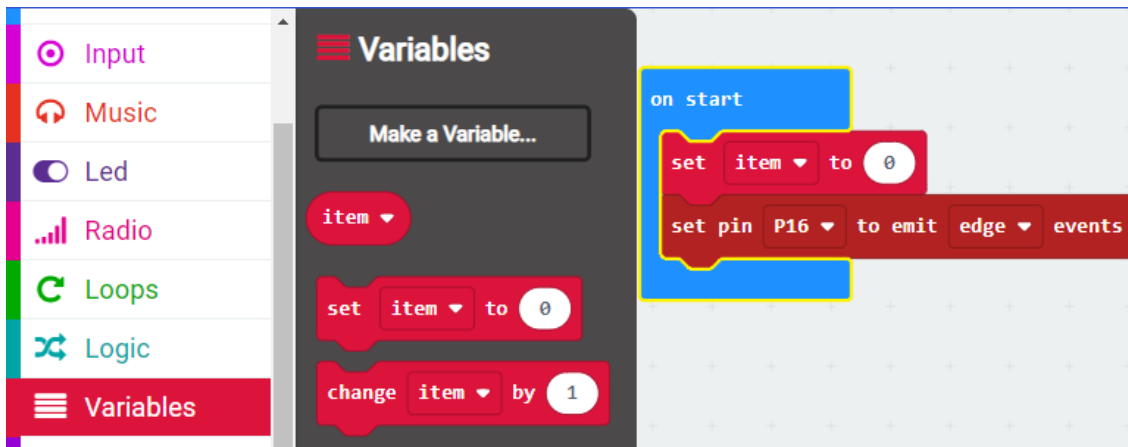 Input
Music
Led
Radio
Loops
Logic
Variables
Variables
Make a Variable...
item
set item to 0
change item by 1
on start
set item to 0
set pin P16 to emit edge events